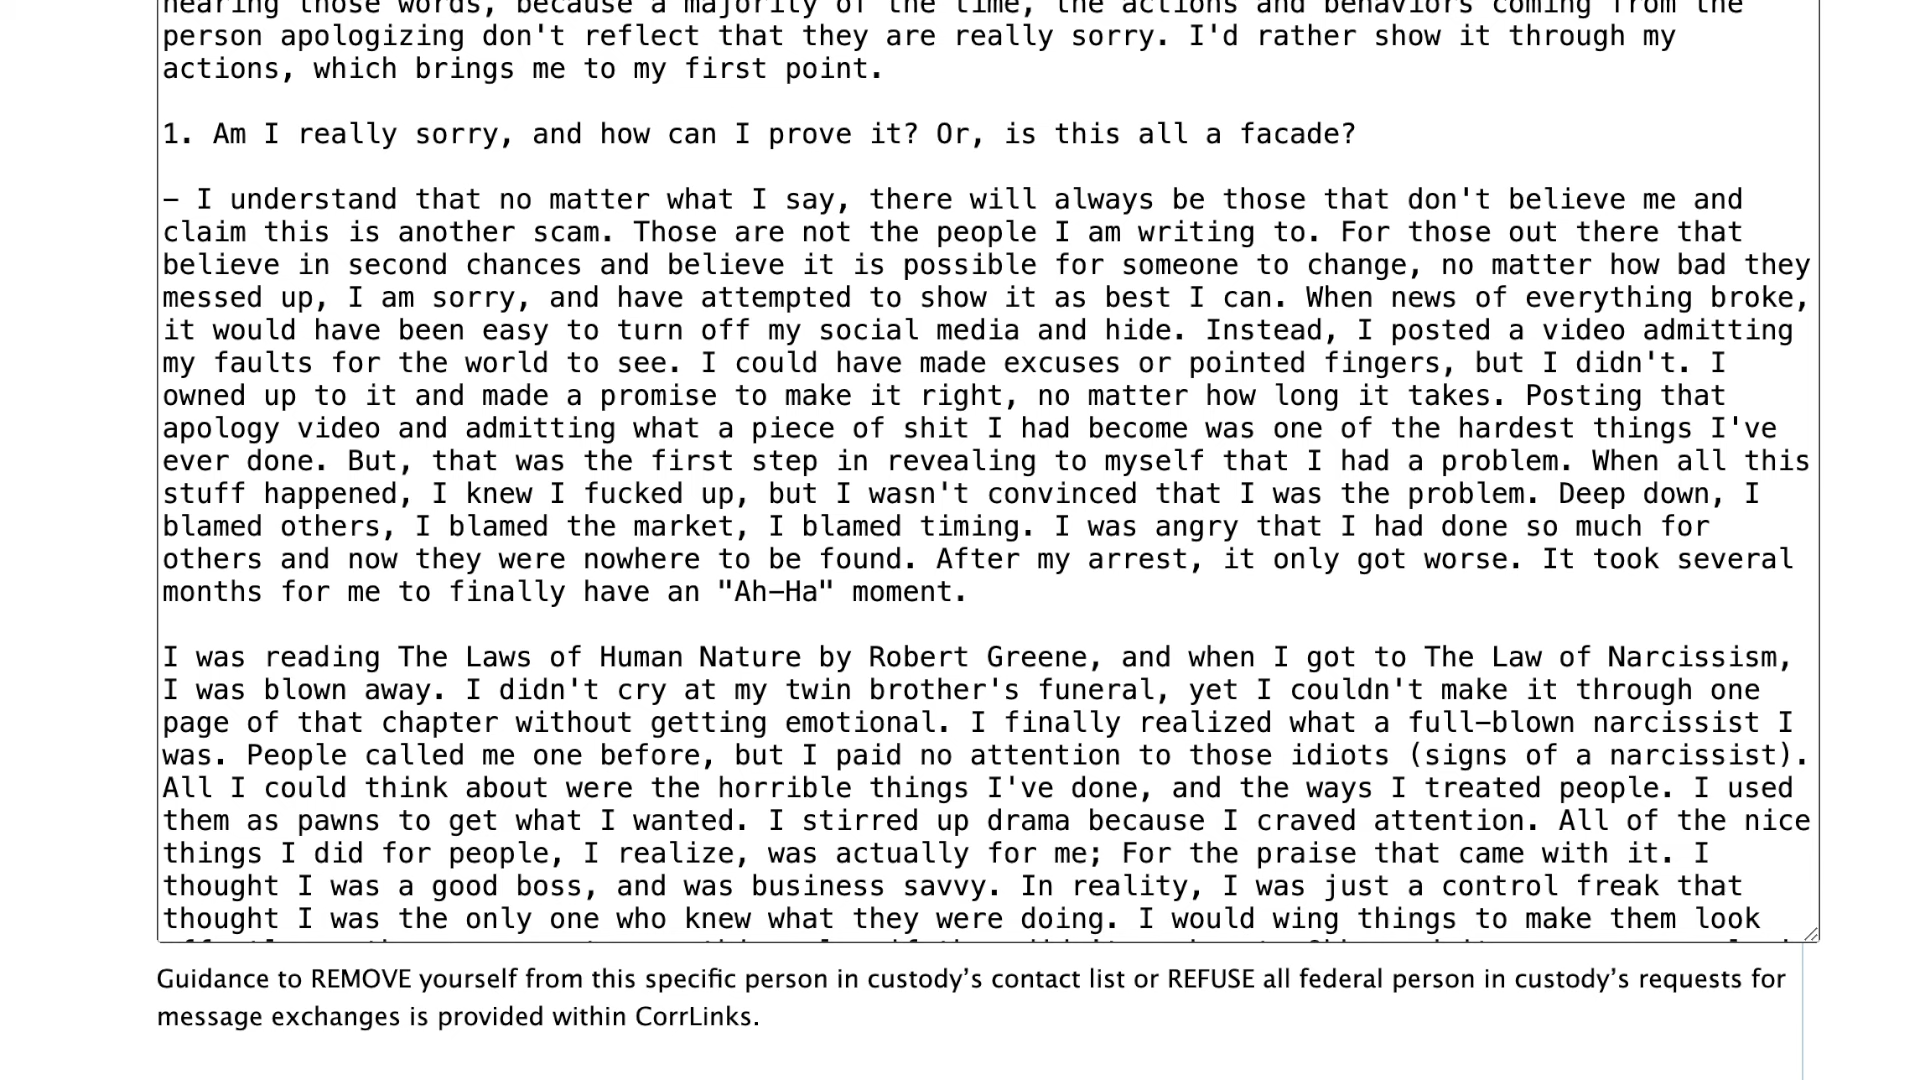 hearing those words, because a majority of the time, the actions and behaviors coming from the
person apologizing don't reflect that they are really sorry. I'd rather show it through my
actions, which brings me to my first point.
1. Am I really sorry, and how can I prove it? Or, is this all a facade?
– I understand that no matter what I say, there will always be those that don't believe me and
claim this is another scam. Those are not the people I am writing to. For those out there that
believe in second chances and believe it is possible for someone to change, no matter how bad they
messed up, I am sorry, and have attempted to show it as best I can. When news of everything broke,
it would have been easy to turn off my social media and hide. Instead, I posted a video admitting
my faults for the world to see. I could have made excuses or pointed fingers, but I didn't. I
owned up to it and made a promise to make it right, no matter how long it takes. Posting that
apology video and admitting what a piece of shit I had become was one of the hardest things I've
ever done. But, that was the first step in revealing to myself that I had a problem. When all this
stuff happened, I knew I fucked up, but I wasn't convinced that I was the problem. Deep down, I
blamed others, I blamed the market, I blamed timing. I was angry that I had done so much for
others and now they were nowhere to be found. After my arrest, it only got worse. It took several
months for me to finally have an "Ah–Ha" moment.
I was reading The Laws of Human Nature by Robert Greene, and when I got to The Law of Narcissism,
I was blown away. I didn't cry at my twin brother's funeral, yet I couldn't make it through one
page of that chapter without getting emotional. I finally realized what a full–blown narcissist I
was. People called me one before, but I paid no attention to those idiots (signs of a narcissist).
All I could think about were the horrible things I've done, and the ways I treated people. I used
them as pawns to get what I wanted. I stirred up drama because I craved attention. All of the nice
things I did for people, I realize, was actually for me; For the praise that came with it. I
thought I was a good boss, and was business savvy. In reality, I was just a control freak that
thought I was the only one who knew what they were doing. I would wing things to make them look
Guidance to REMOVE yourself from this specific person in custody’s contact list or REFUSE all federal person in custody’s requests for
message exchanges is provided within CorrLinks.